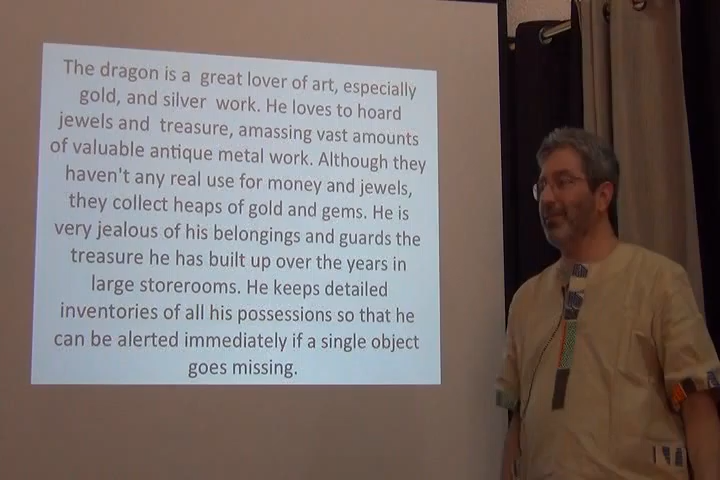 The dragon is a great lover of art, especially
gold, and silver work. He loves to hoard
jewels and treasure, amassing vast amounts
of valuable antique metal work. Although they
haven't any real use for money and jewels,
they collect heaps of gold and gems. He is
very jealous of his belongings and guards the
treasure he has built up over the years in
large storerooms. He keeps detailed
inventories of all his possessions so that he
can be alerted immediately if a single object
goes missing.